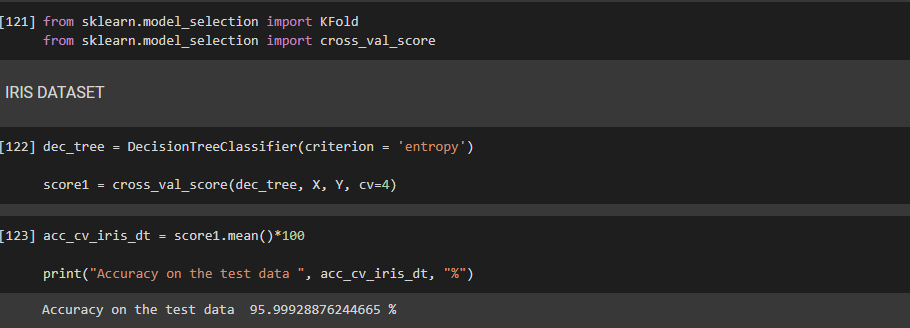 [121] from sklearn.model_selection import KFold
from sklearn.model_selection import cross_val_score
IRIS DATASET
[122] dec_tree = DecisionTreeClassifier(criterion = 'entropy')
score1 = cross_val_score(dec_tree, X, Y, cv=4)
[123] acc_cv_iris_dt = score1.mean()*100
print("Accuracy on the test data ", acc_cv_iris_dt, "%")
Accuracy on the test data  95.99928876244665 %